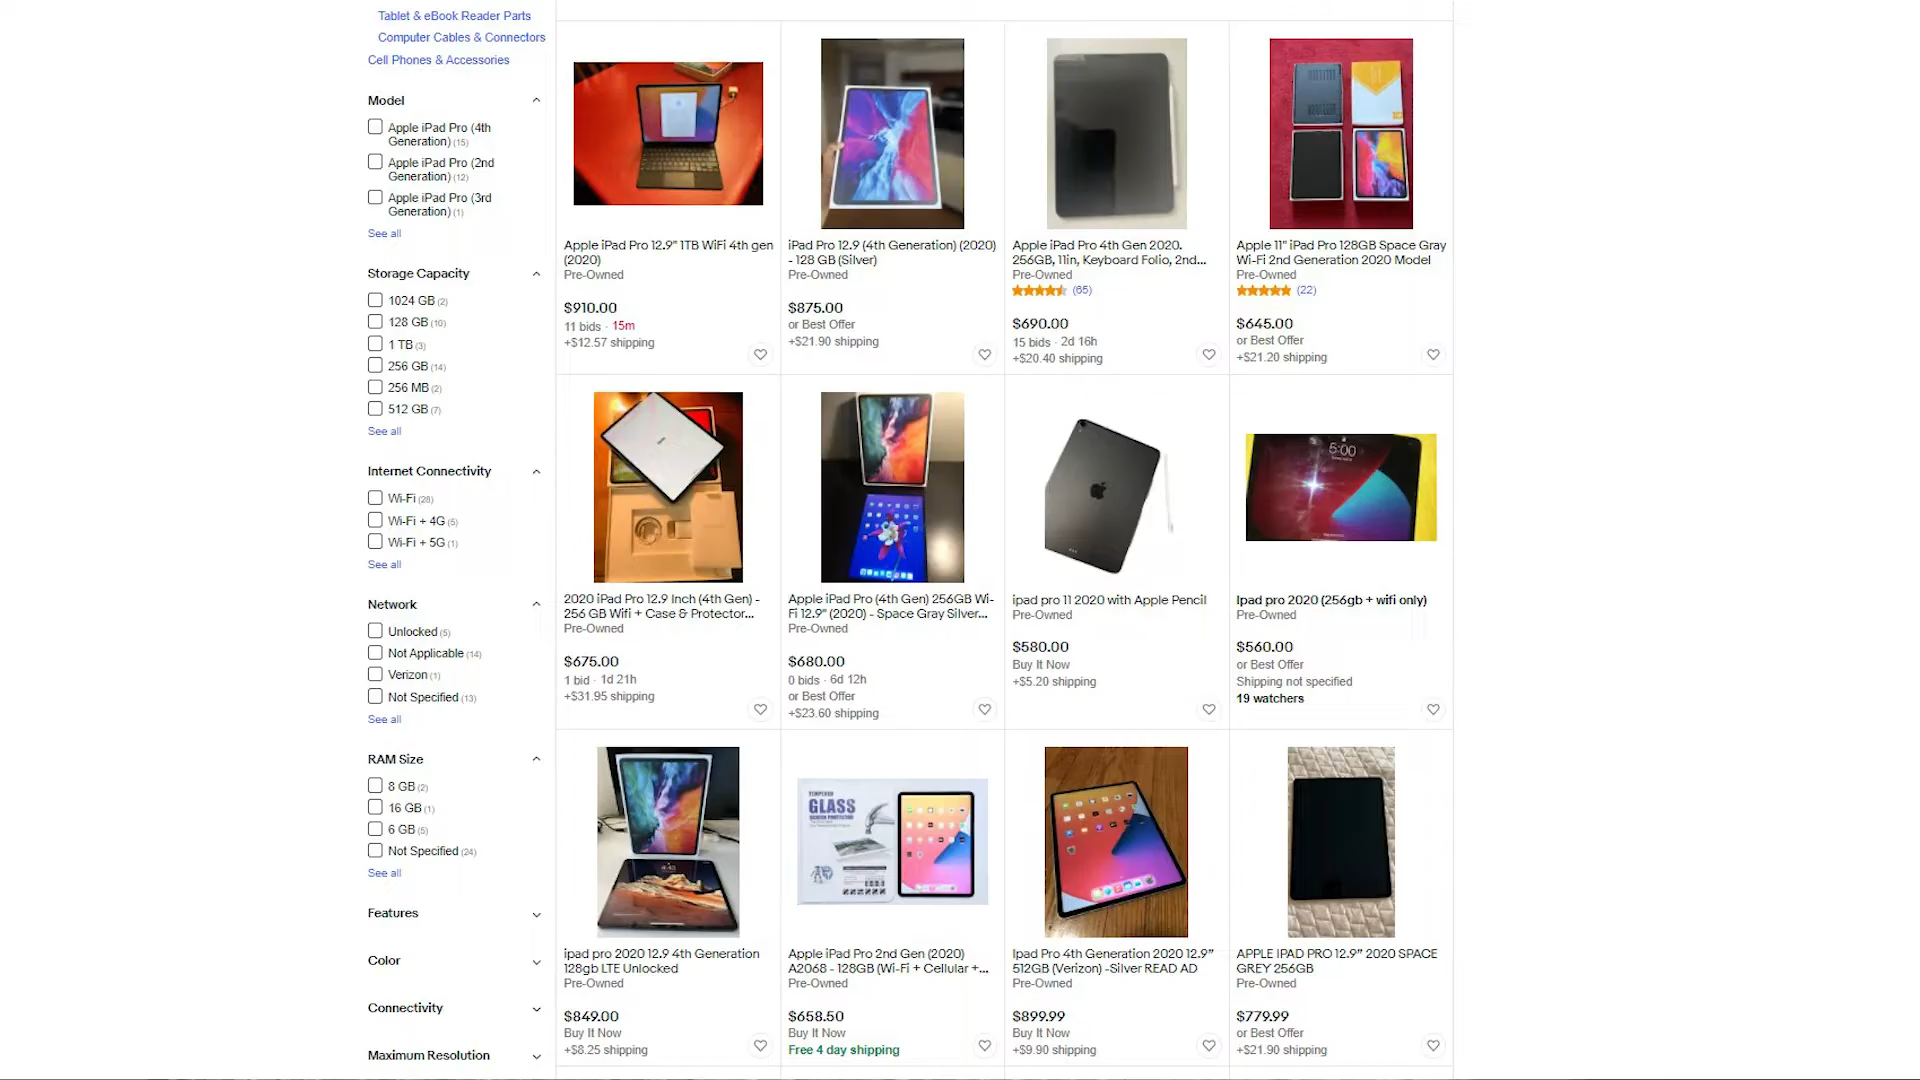 Tablet & eBook Reader Parts
Computer Cables & Connectors
Cell Phones & Accessories
Model
Apple iPad Pro (4th
Generation) (15)
Apple iPad Pro (2nd
Generation) (12)
Apple iPad Pro (3rd
Generation) (1)
See all
Storage Capacity
1024 GB (2)
128 GB (10)
1 TB (3)
256 GB (14)
256 MB (2)
512 GB (7)
See all
Internet Connectivity
Wi-Fi (28)
Wi-Fi + 4G (5)
Wi-Fi + 5G (1)
See all
Network
Unlocked (5)
Not Applicable (14)
Verizon (1)
Not Specified (13)
See all
RAM Size
8 GB (2)
16 GB (1)
6 GB (5)
Not Specified (24)
See all
Features
Color
Connectivity
Maximum Resolution
Apple iPad Pro 12.9" 1TB WiFi 4th gen
(2020)
Pre-Owned
$910.00
11 bids · 15m
+$12.57 shipping
iPad Pro 12.9 (4th Generation) (2020)
- 128 GB (Silver)
Pre-Owned
$875.00
or Best Offer
+$21.90 shipping
Apple iPad Pro 4th Gen 2020.
256GB, 11in, Keyboard Folio, 2nd...
Pre-Owned
(65)
$690.00
15 bids · 2d 16h
+$20.40 shipping
Apple 11" iPad Pro 128GB Space Gray
Wi-Fi 2nd Generation 2020 Model
Pre-Owned
(22)
$645.00
or Best Offer
+$21.20 shipping
2020 iPad Pro 12.9 Inch (4th Gen) -
256 GB Wifi + Case & Protector...
Pre-Owned
$675.00
1 bid · 1d 21h
+$31.95 shipping
Apple iPad Pro (4th Gen) 256GB Wi-
Fi 12.9" (2020) - Space Gray Silver...
Pre-Owned
$680.00
0 bids · 6d 12h
or Best Offer
+$23.60 shipping
ipad pro 11 2020 with Apple Pencil
Pre-Owned
$580.00
Buy It Now
+$5.20 shipping
5:00
Ipad pro 2020 (256gb + wifi only)
Pre-Owned
$560.00
or Best Offer
Shipping not specified
19 watchers
4:43
ipad pro 2020 12.9 4th Generation
128gb LTE Unlocked
Pre-Owned
$849.00
Buy It Now
+$8.25 shipping
TEMPERED
GLASS
SCREEN PROTECTOR
Apple iPad Pro 2nd Gen (2020)
A2068 - 128GB (Wi-Fi + Cellular +...
Pre-Owned
$658.50
Buy It Now
Free 4 day shipping
Ipad Pro 4th Generation 2020 12.9”
512GB (Verizon) -Silver READ AD
Pre-Owned
$899.99
Buy It Now
+$9.90 shipping
APPLE IPAD PRO 12.9” 2020 SPACE
GREY 256GB
Pre-Owned
$779.99
or Best Offer
+$21.90 shipping